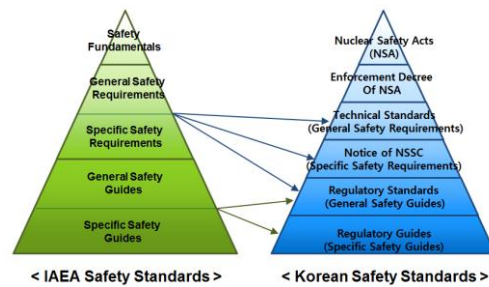 Safety
Fundamentals
General Safety
Requirements
Specific Safety
Requirements
General Safety
Guides
Specific Safety
Guides
< IAEA Safety Standards >
Nuclear Safety Acts
(NSA)
Enforcement Decree
Of NSA
Technical Standards
(General Safety Requirements)
Notice of NSSC
(Specific Safety Requirements)
Regulatory Standards
(General Safety Guides)
Regulatory Guides
(Specific Safety Guides)
< Korean Safety Standards >